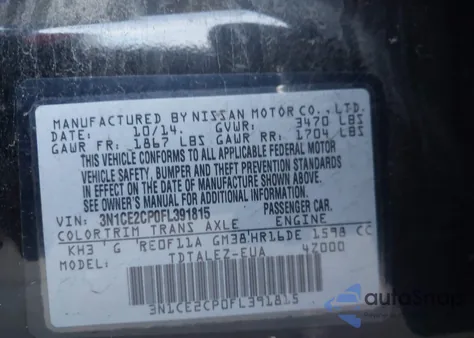 MANUFACTURED BY NISSAN MOTOR CO., LTD.
DATE: 10/14. GVWR: 3470 LBS
GAWR FR: 1867 LBS GAWR RR: 1704 LBS
THIS VEHICLE CONFORMS TO ALL APPLICABLE FEDERAL MOTOR
VEHICLE SAFETY, BUMPER AND THEFT PREVENTION STANDARDS
IN EFFECT ON THE DATE OF MANUFACTURE SHOWN ABOVE.
SEE OWNER'S MANUAL FOR ADDITIONAL INFORMATION.
VIN: 3N1CE2CP0FL391815 PASSENGER CAR.
COLORTRIM TRANS AXLE ENGINE
KH3 G RE0F11A GM38 HR16DE 1598 CC
MODEL: TDTALEZ-EUA 4Z000
3N1CE2CP0FL391815
autoSnap